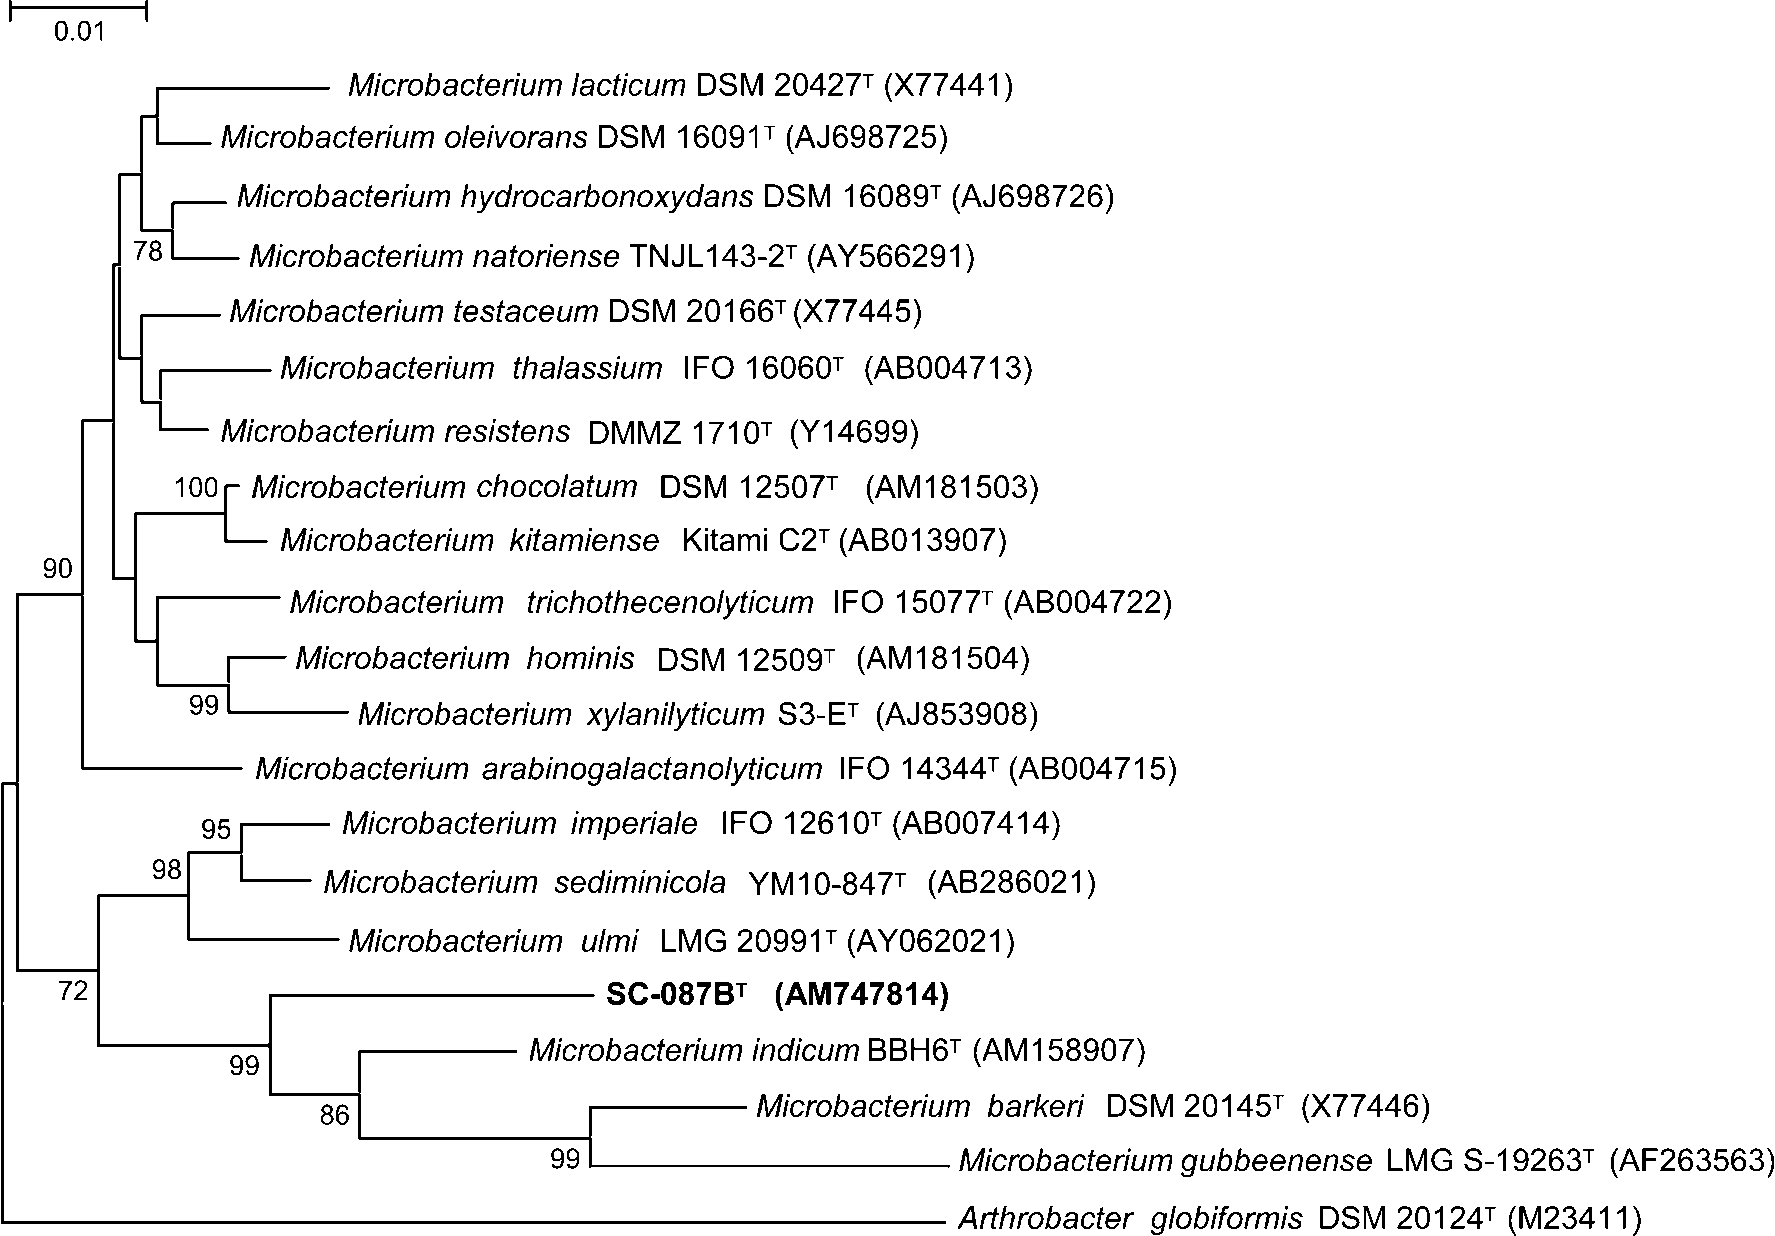 0.01
Microbacterium lacticum DSM 20427ᵀ (X77441)
Microbacterium oleivorans DSM 16091ᵀ (AJ698725)
Microbacterium hydrocarbonoxydans DSM 16089ᵀ (AJ698726)
78
Microbacterium natoriense TNJL143-2ᵀ (AY566291)
Microbacterium testaceum DSM 20166ᵀ (X77445)
Microbacterium thalassium IFO 16060ᵀ (AB004713)
Microbacterium resistens DMMZ 1710ᵀ (Y14699)
100
Microbacterium chocolatum DSM 12507ᵀ (AM181503)
Microbacterium kitamiense Kitami C2ᵀ (AB013907)
90
Microbacterium trichothecenolyticum IFO 15077ᵀ (AB004722)
Microbacterium hominis DSM 12509ᵀ (AM181504)
99
Microbacterium xylanilyticum S3-Eᵀ (AJ853908)
Microbacterium arabinogalactanolyticum IFO 14344ᵀ (AB004715)
95
Microbacterium imperiale IFO 12610ᵀ (AB007414)
98
Microbacterium sediminicola YM10-847ᵀ (AB286021)
Microbacterium ulmi LMG 20991ᵀ (AY062021)
72
SC-087Bᵀ (AM747814)
99
Microbacterium indicum BBH6ᵀ (AM158907)
86
Microbacterium barkeri DSM 20145ᵀ (X77446)
99
Microbacterium gubbeenense LMG S-19263ᵀ (AF263563)
Arthrobacter globiformis DSM 20124ᵀ (M23411)